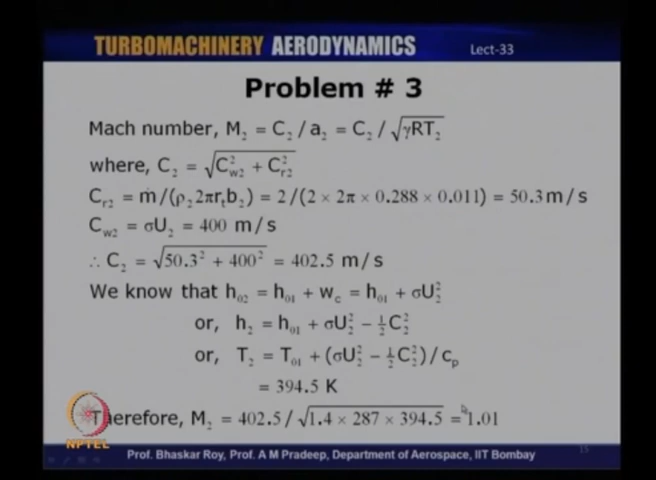 TURBOMACHINERY AERODYNAMICS Lect-33
Problem # 3
Mach number, M₂ = C₂ / a₂ = C₂ / √γRT₂
where, C₂ = √C²w2 + C²r2
Cr2 = ṁ/(ρ₂2πrₜb₂) = 2/(2 × 2π × 0.288 × 0.011) = 50.3 m / s
Cw2 = σU₂ = 400 m / s
∴ C₂ = √50.3² + 400² = 402.5 m / s
We know that h₀₂ = h₀₁ + wc = h₀₁ + σU₂²
or, h₂ = h₀₁ + σU₂² − ½C₂²
or, T₂ = T₀₁ + (σU₂² − ½C₂²) / cₚ
= 394.5 K
Therefore, M₂ = 402.5 / √1.4 × 287 × 394.5 = 1.01
NPTEL
Prof. Bhaskar Roy, Prof. A M Pradeep, Department of Aerospace, IIT Bombay
15